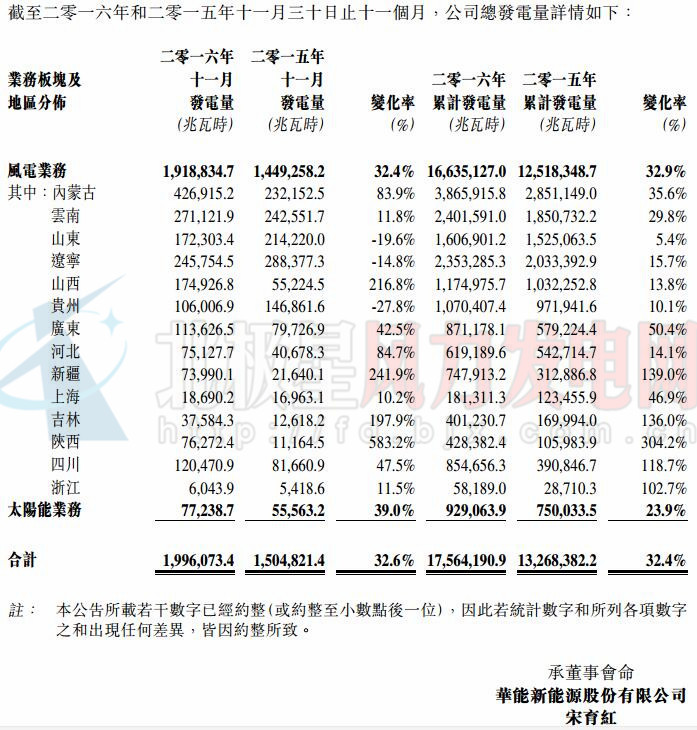 截至二零一六年和二零一五年十一月三十日止十一個月，公司總發電量詳情如下：
二零一六年 二零一五年
業務板塊及 十一月 十一月 二零一六年 二零一五年
地區分佈 發電量 發電量 變化率 累計發電量 累計發電量 變化率
(兆瓦時) (兆瓦時) (%) (兆瓦時) (兆瓦時) (%)
風電業務 1,918,834.7 1,449,258.2 32.4% 16,635,127.0 12,518,348.7 32.9%
其中：內蒙古 426,915.2 232,152.5 83.9% 3,865,915.8 2,851,149.0 35.6%
雲南 271,121.9 242,551.7 11.8% 2,401,591.0 1,850,732.2 29.8%
山東 172,303.4 214,220.0 -19.6% 1,606,901.2 1,525,063.5 5.4%
遼寧 245,754.5 288,377.3 -14.8% 2,353,285.3 2,033,392.9 15.7%
山西 174,926.8 55,224.5 216.8% 1,174,975.7 1,032,252.8 13.8%
貴州 106,006.9 146,861.6 -27.8% 1,070,407.4 971,941.6 10.1%
廣東 113,626.5 79,726.9 42.5% 871,178.1 579,224.4 50.4%
河北 75,127.7 40,678.3 84.7% 619,189.6 542,714.7 14.1%
新疆 73,990.1 21,640.1 241.9% 747,913.2 312,886.8 139.0%
上海 18,690.2 16,963.1 10.2% 181,311.3 123,455.9 46.9%
吉林 37,584.3 12,618.2 197.9% 401,230.7 169,994.0 136.0%
陝西 76,272.4 11,164.5 583.2% 428,382.4 105,983.9 304.2%
四川 120,470.9 81,660.9 47.5% 854,656.3 390,846.7 118.7%
浙江 6,043.9 5,418.6 11.5% 58,189.0 28,710.3 102.7%
太陽能業務 77,238.7 55,563.2 39.0% 929,063.9 750,033.5 23.9%
合計 1,996,073.4 1,504,821.4 32.6% 17,564,190.9 13,268,382.2 32.4%
註： 本公告所載若干數字已經約整(或約整至小數點後一位)，因此若統計數字和所列各項數字
之和出現任何差異，皆因約整所致。
承董事會命
華能新能源股份有限公司
宋育紅
北极星风力发电网